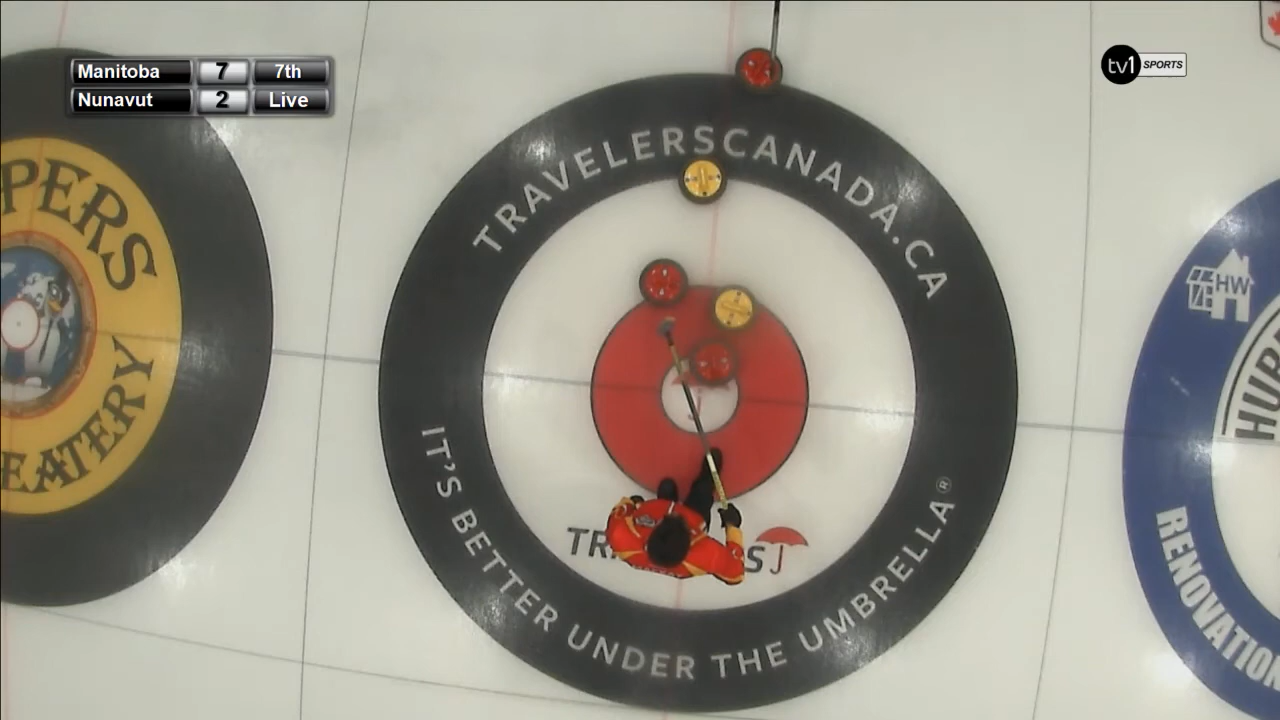 Manitoba 7 7th
Nunavut 2 Live
tv1 SPORTS
PERS
EATERY
TRAVELERSCANADA.CA
IT'S BETTER UNDER THE UMBRELLA®
HW
RENOVATION